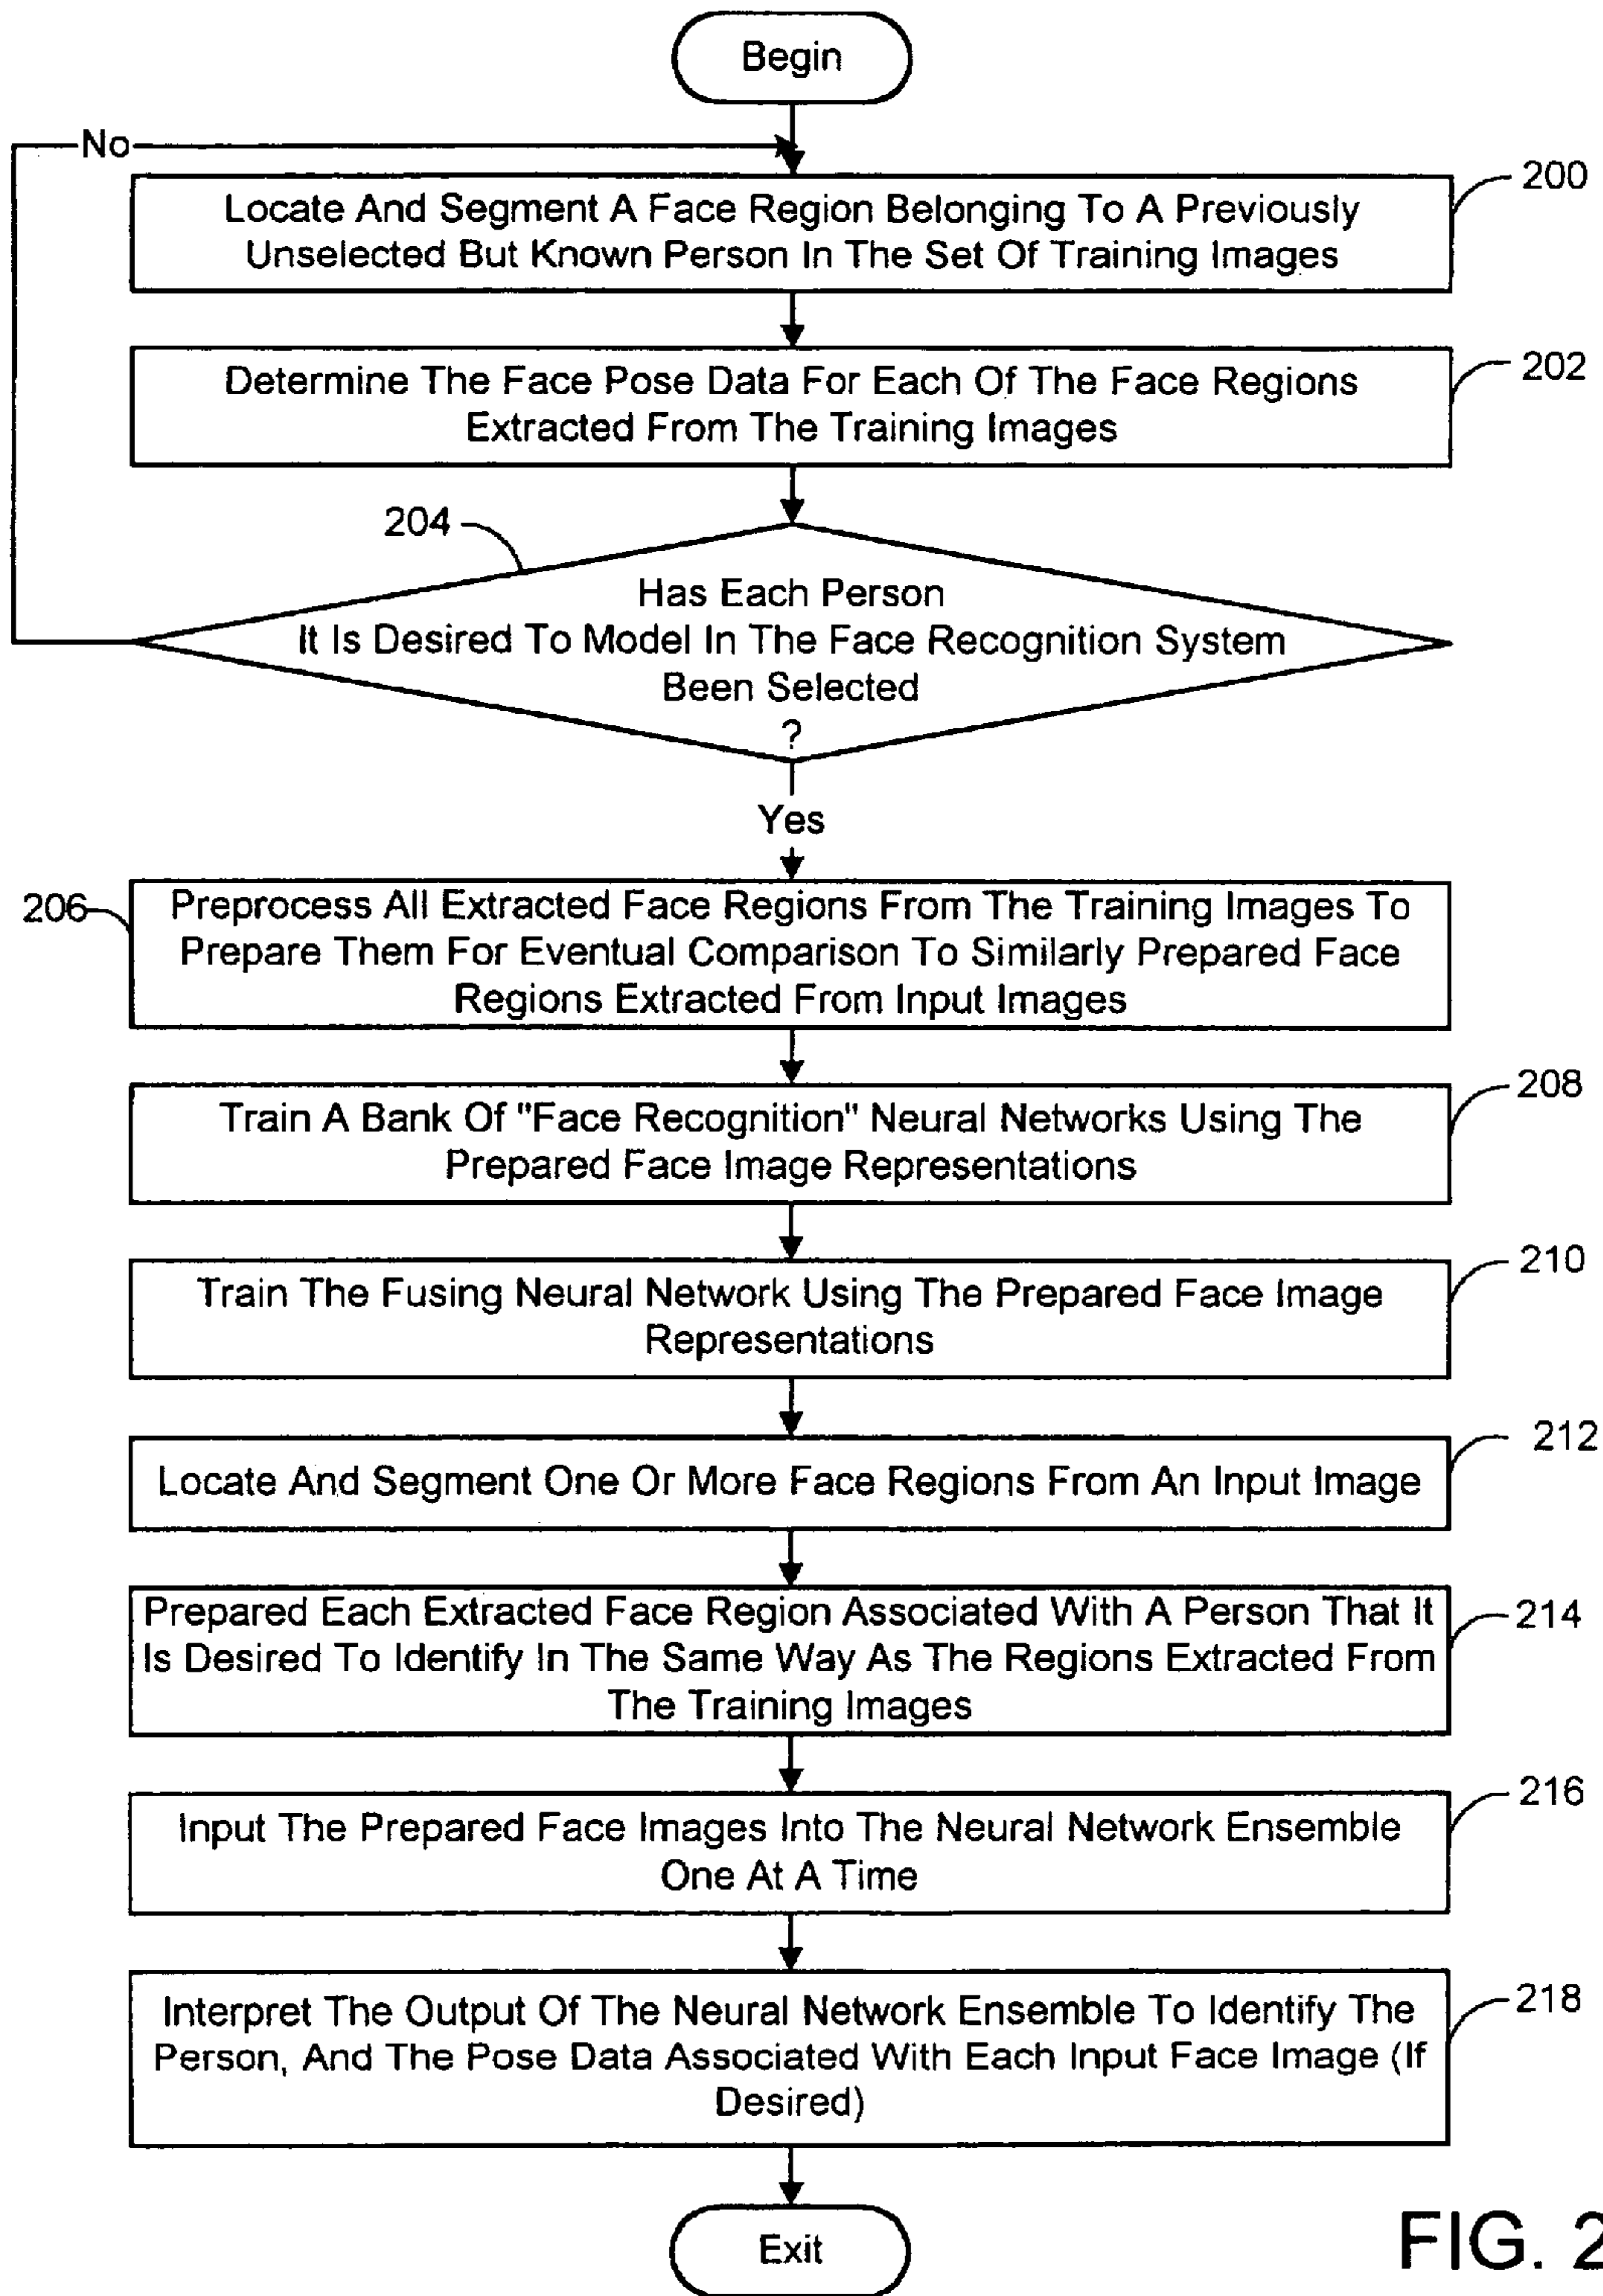 Begin
No
200
Locate And Segment A Face Region Belonging To A Previously
Unselected But Known Person In The Set Of Training Images
202
Determine The Face Pose Data For Each Of The Face Regions
Extracted From The Training Images
204
Has Each Person
It Is Desired To Model In The Face Recognition System
Been Selected
?
Yes
206
Preprocess All Extracted Face Regions From The Training Images To
Prepare Them For Eventual Comparison To Similarly Prepared Face
Regions Extracted From Input Images
208
Train A Bank Of "Face Recognition" Neural Networks Using The
Prepared Face Image Representations
210
Train The Fusing Neural Network Using The Prepared Face Image
Representations
212
Locate And Segment One Or More Face Regions From An Input Image
214
Prepared Each Extracted Face Region Associated With A Person That It
Is Desired To Identify In The Same Way As The Regions Extracted From
The Training Images
216
Input The Prepared Face Images Into The Neural Network Ensemble
One At A Time
218
Interpret The Output Of The Neural Network Ensemble To Identify The
Person, And The Pose Data Associated With Each Input Face Image (If
Desired)
Exit
FIG. 2